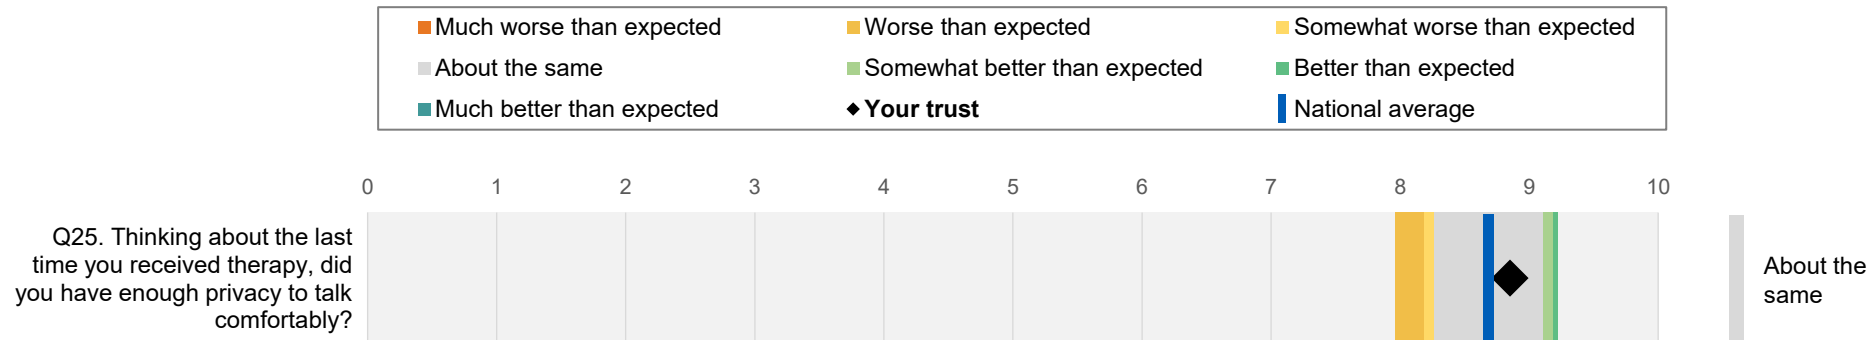 Much worse than expected
Worse than expected
Somewhat worse than expected
About the same
Somewhat better than expected
Better than expected
Much better than expected
Your trust
National average
0 1 2 3 4 5 6 7 8 9 10
Q25. Thinking about the last
time you received therapy, did
you have enough privacy to talk
comfortably?
About the
same